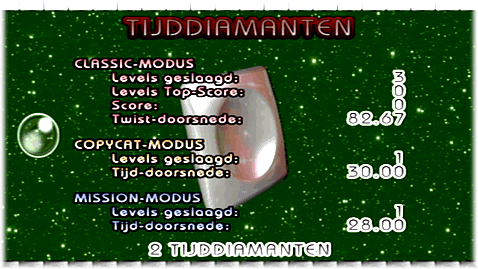 TIJDDIAMANTEN
CLASSIC-MODUS
Levels geslaagd: 3
Levels Top-Score: 0
Score: 0
Twist-doorsnede: 82.67
COPYCAT-MODUS
Levels geslaagd: 1
Tijd-doorsnede: 30.00
MISSION-MODUS
Levels geslaagd: 1
Tijd-doorsnede: 28.00
2 TIJDDIAMANTEN